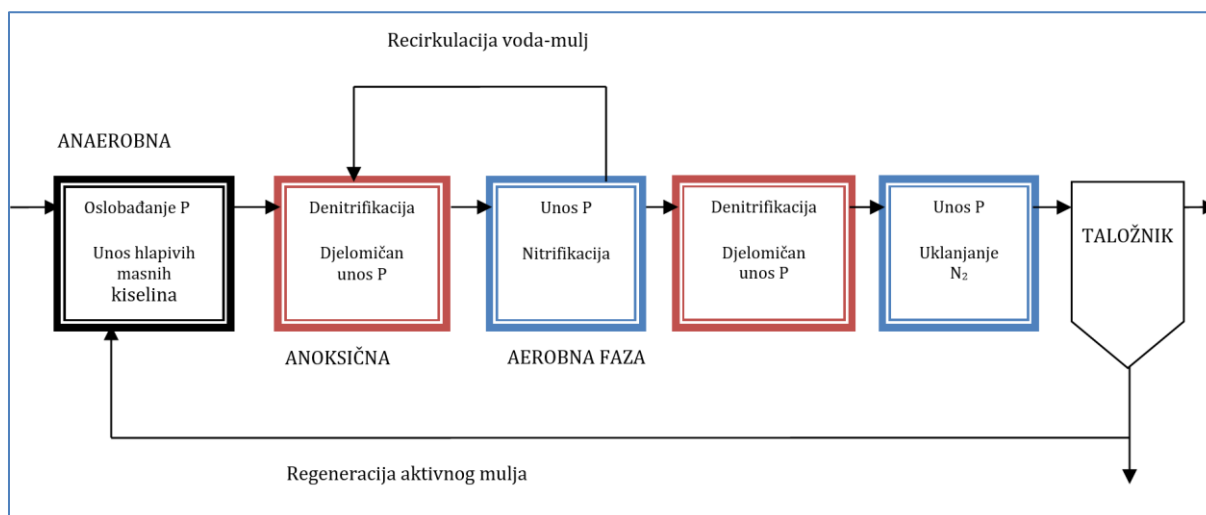 Recirkulacija voda-mulj
ANAEROBNA
Oslobađanje P
Unos hlapivih
masnih
kiselina
Denitrifikacija
Djelomičan
unos P
Unos P
Nitrifikacija
Denitrifikacija
Djelomičan
unos P
Unos P
Uklanjanje
N₂
TALOŽNIK
ANOKSIČNA
AEROBNA FAZA
Regeneracija aktivnog mulja